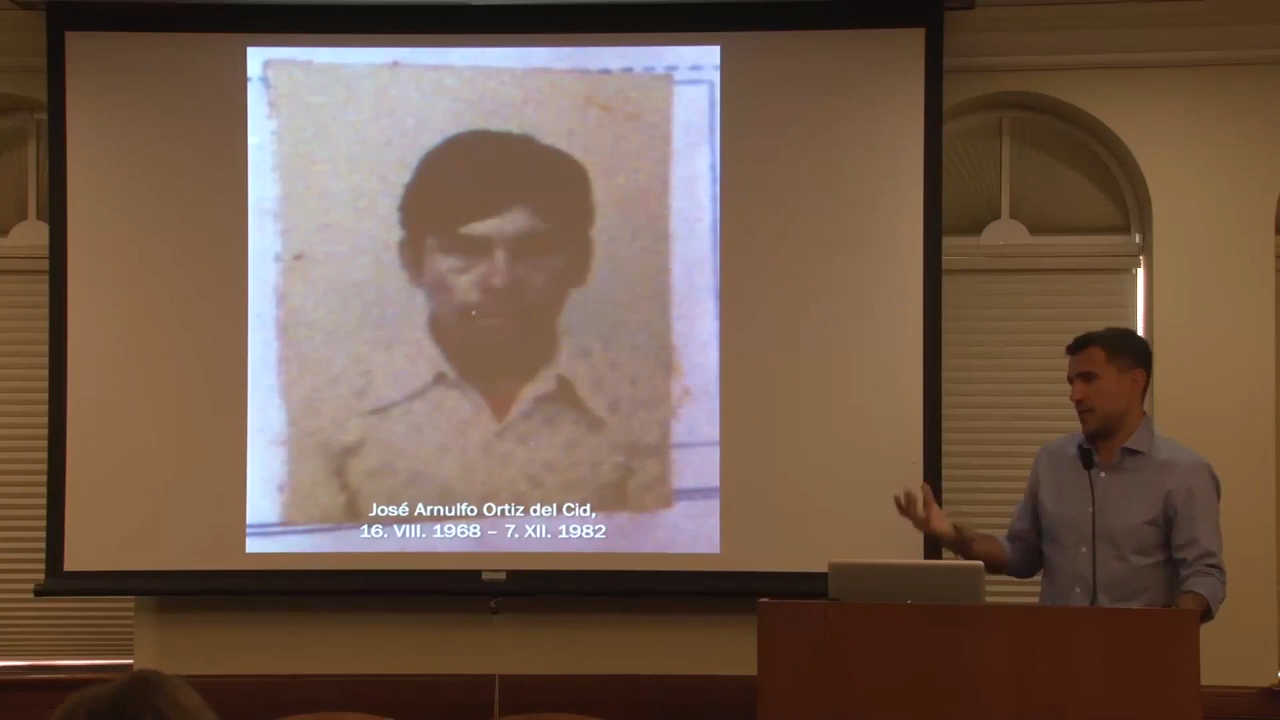 José Arnulfo Ortiz del Cid,
16. VIII. 1968 – 7. XII. 1982